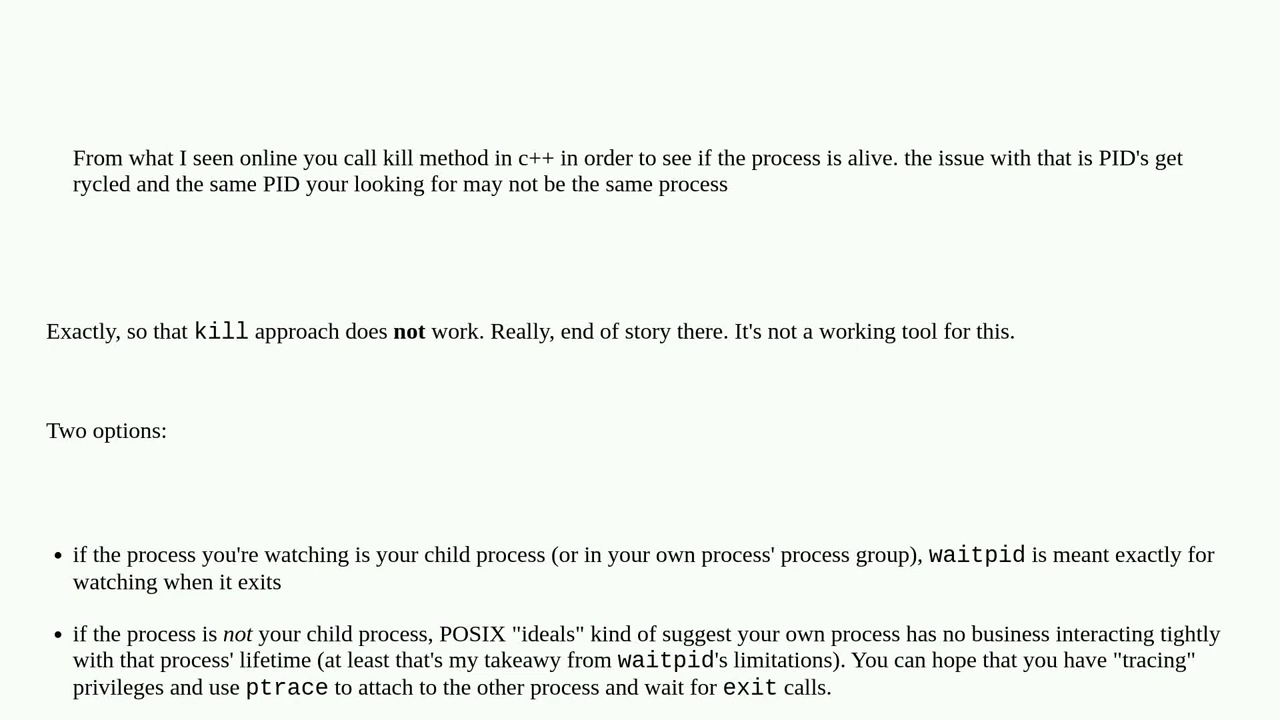 From what I seen online you call kill method in c++ in order to see if the process is alive. the issue with that is PID's get
rycled and the same PID your looking for may not be the same process
Exactly, so that kill approach does not work. Really, end of story there. It's not a working tool for this.
Two options:
• if the process you're watching is your child process (or in your own process' process group), waitpid is meant exactly for
watching when it exits
• if the process is not your child process, POSIX "ideals" kind of suggest your own process has no business interacting tightly
with that process' lifetime (at least that's my takeawy from waitpid's limitations). You can hope that you have "tracing"
privileges and use ptrace to attach to the other process and wait for exit calls.